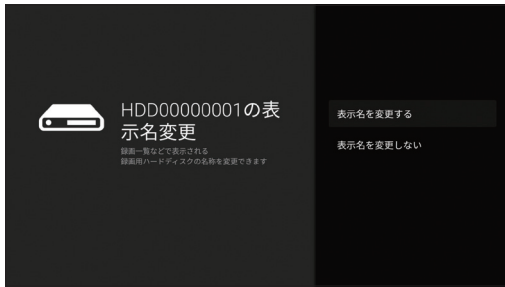 HDD00000001の表
示名変更
録画一覧などで表示される
録画用ハードディスクの名称を変更できます
表示名を変更する
表示名を変更しない